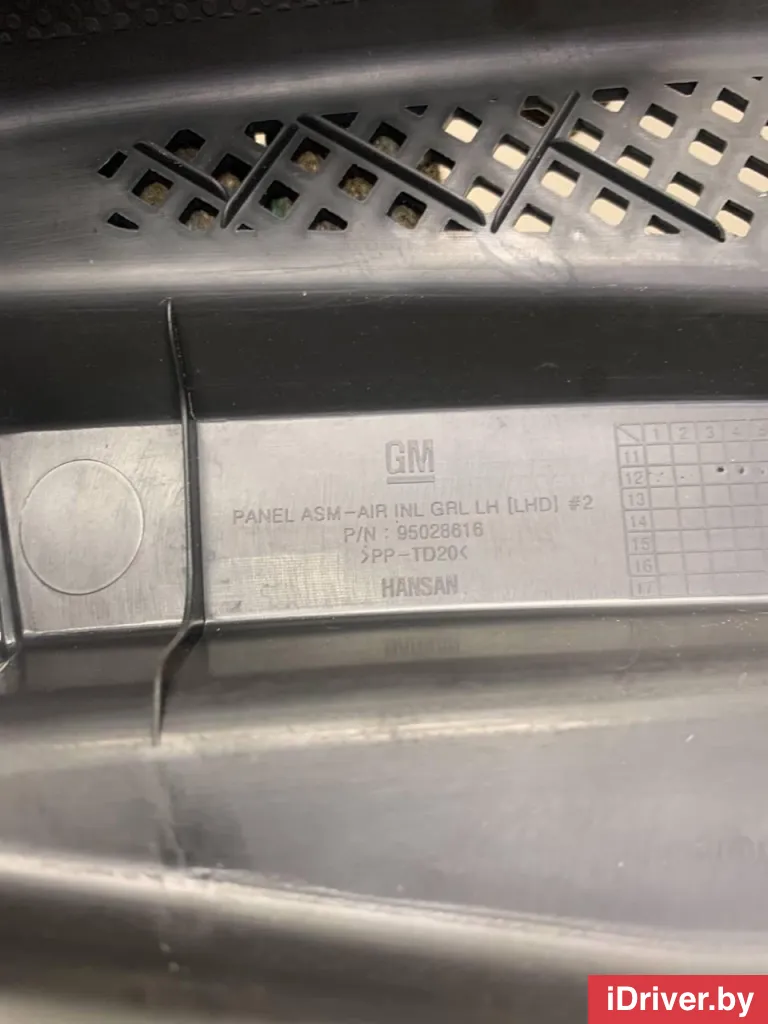 GM
PANEL ASM-AIR INL GRL LH [LHD] #2
P/N : 95028616
>PP-TD20<
HANSAN
1 2 3 4 5
11
12
13
14
15
16
17
iDriver.by